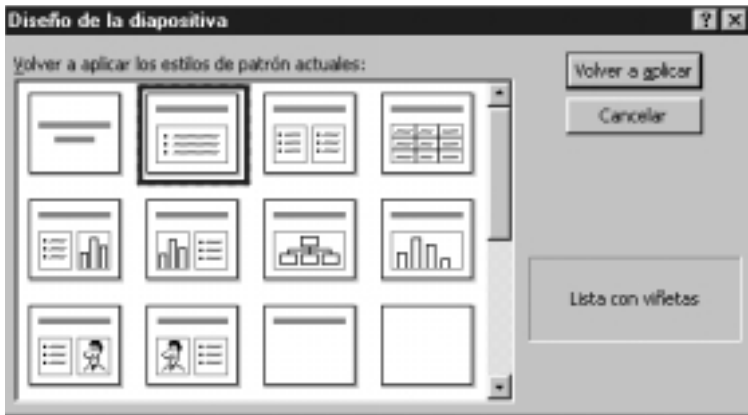 Diseño de la diapositiva
Volver a aplicar los estilos de patrón actuales:
Volver a aplicar
Cancelar
Lista con viñetas